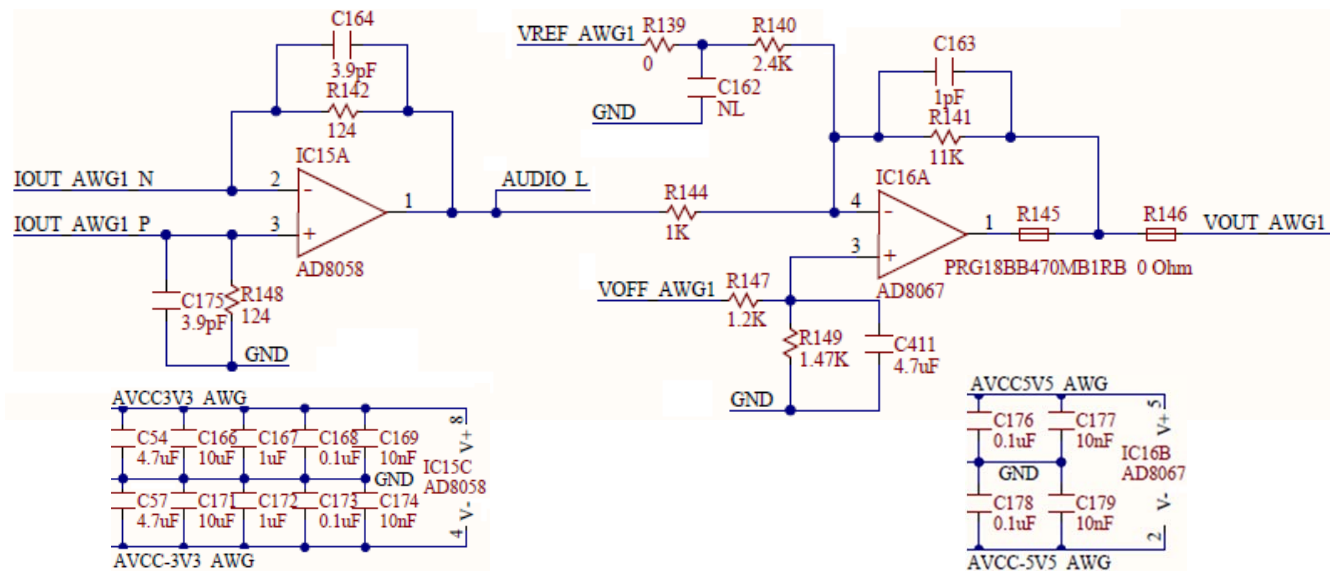 C164
3.9pF
R142
124
IC15A
IOUT_AWG1_N
2
-
1
IOUT_AWG1_P
3
+
AD8058
C175
3.9pF
R148
124
GND
AUDIO_L
VREF_AWG1
R139
0
R140
2.4K
C162
NL
GND
C163
1pF
R141
11K
IC16A
R144
1K
4
-
3
+
1
AD8067
R145
PRG18BB470MB1RB
R146
0 Ohm
VOUT_AWG1
VOFF_AWG1
R147
1.2K
R149
1.47K
C411
4.7uF
GND
AVCC3V3_AWG
8
V+
C54
4.7uF
C166
10uF
C167
1uF
C168
0.1uF
C169
10nF
GND
IC15C
AD8058
C57
4.7uF
C171
10uF
C172
1uF
C173
0.1uF
C174
10nF
V-
4
AVCC-3V3_AWG
AVCC5V5_AWG
5
V+
C176
0.1uF
C177
10nF
GND
IC16B
AD8067
C178
0.1uF
C179
10nF
V-
2
AVCC-5V5_AWG